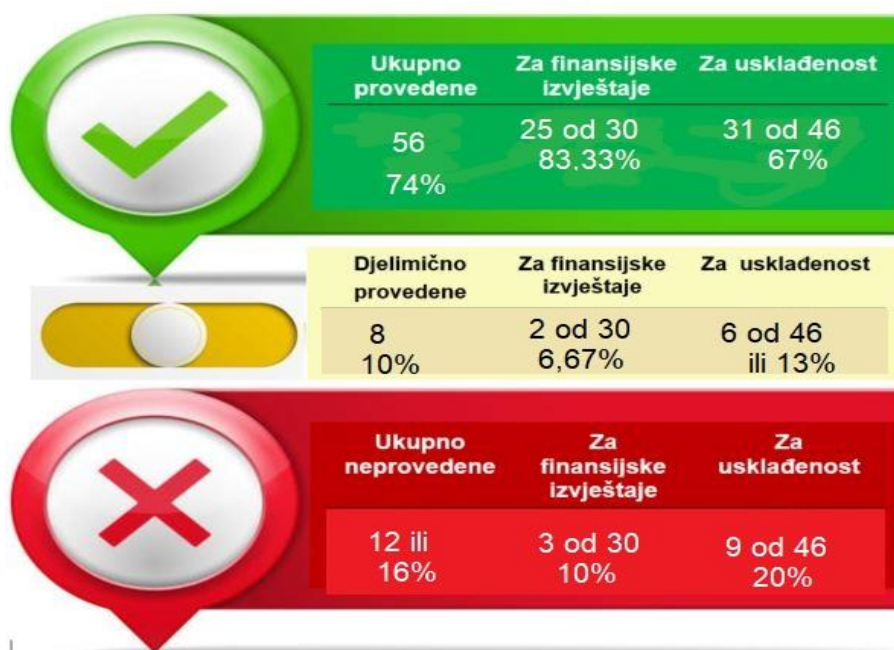 Ukupno provedene
Za finansijske izvještaje
Za usklađenost
56
74%
25 od 30
83,33%
31 od 46
67%
Djelimično provedene
Za finansijske izvještaje
Za usklađenost
8
10%
2 od 30
6,67%
6 od 46
ili 13%
Ukupno neprovedene
Za finansijske izvještaje
Za usklađenost
12 ili
16%
3 od 30
10%
9 od 46
20%